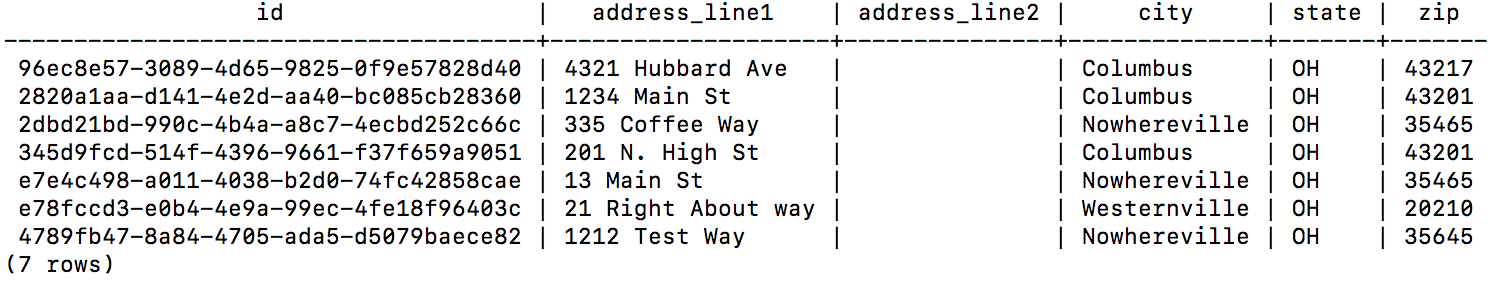 id | address_line1 | address_line2 | city | state | zip
--------------------------------------+--------------------+---------------+--------------+-------+-------
96ec8e57-3089-4d65-9825-0f9e57828d40 | 4321 Hubbard Ave | | Columbus | OH | 43217
2820a1aa-d141-4e2d-aa40-bc085cb28360 | 1234 Main St | | Columbus | OH | 43201
2dbd21bd-990c-4b4a-a8c7-4ecbd252c66c | 335 Coffee Way | | Nowhereville | OH | 35465
345d9fcd-514f-4396-9661-f37f659a9051 | 201 N. High St | | Columbus | OH | 43201
e7e4c498-a011-4038-b2d0-74fc42858cae | 13 Main St | | Nowhereville | OH | 35465
e78fccd3-e0b4-4e9a-99ec-4fe18f96403c | 21 Right About way | | Westernville | OH | 20210
4789fb47-8a84-4705-ada5-d5079baece82 | 1212 Test Way | | Nowhereville | OH | 35645
(7 rows)